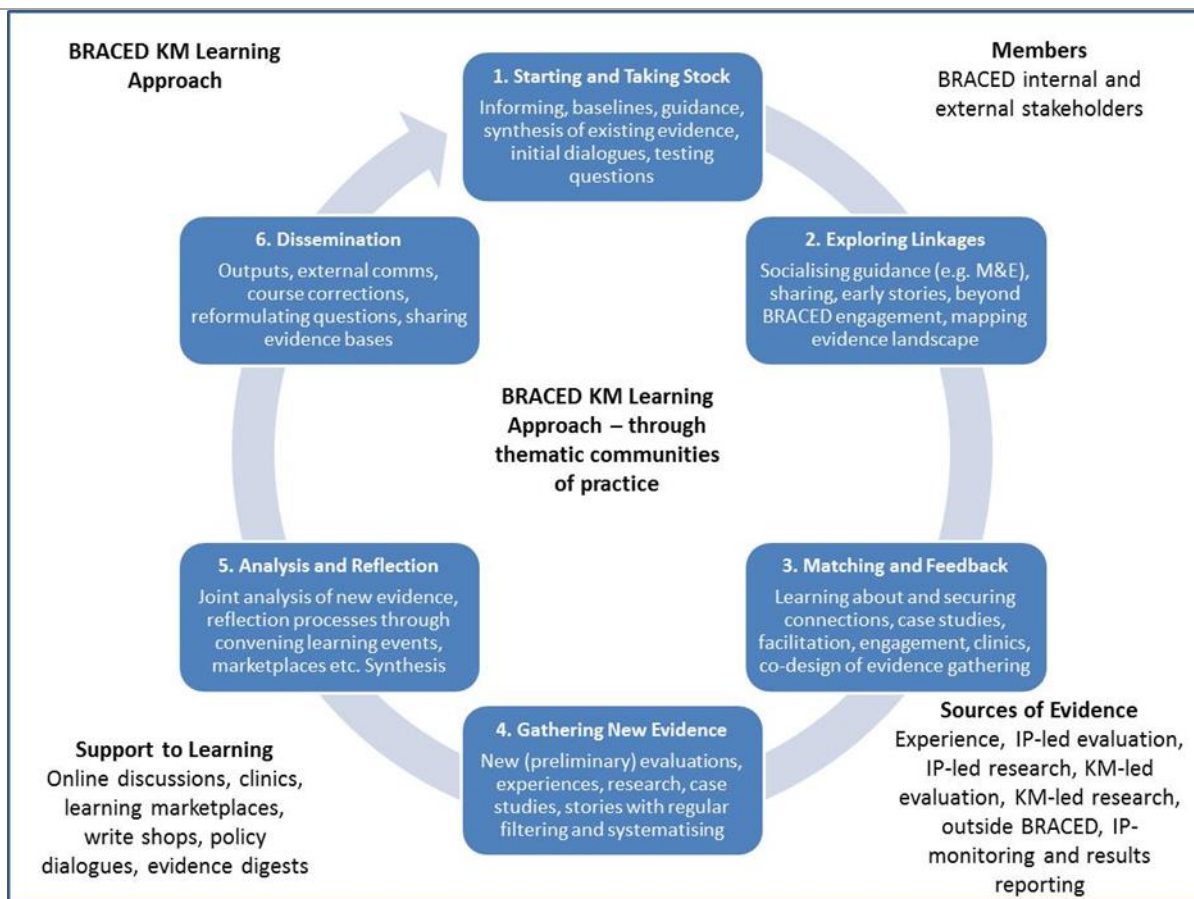 BRACED KM Learning
Approach
Members
BRACED internal and
external stakeholders
1. Starting and Taking Stock
Informing, baselines, guidance,
synthesis of existing evidence,
initial dialogues, testing
questions
2. Exploring Linkages
Socialising guidance (e.g. M&E),
sharing, early stories, beyond
BRACED engagement, mapping
evidence landscape
3. Matching and Feedback
Learning about and securing
connections, case studies,
facilitation, engagement, clinics,
co-design of evidence gathering
4. Gathering New Evidence
New (preliminary) evaluations,
experiences, research, case
studies, stories with regular
filtering and systematising
5. Analysis and Reflection
Joint analysis of new evidence,
reflection processes through
convening learning events,
marketplaces etc. Synthesis
6. Dissemination
Outputs, external comms,
course corrections,
reformulating questions, sharing
evidence bases
BRACED KM Learning
Approach – through
thematic communities
of practice
Support to Learning
Online discussions, clinics,
learning marketplaces,
write shops, policy
dialogues, evidence digests
Sources of Evidence
Experience, IP-led evaluation,
IP-led research, KM-led
evaluation, KM-led research,
outside BRACED, IP-
monitoring and results
reporting